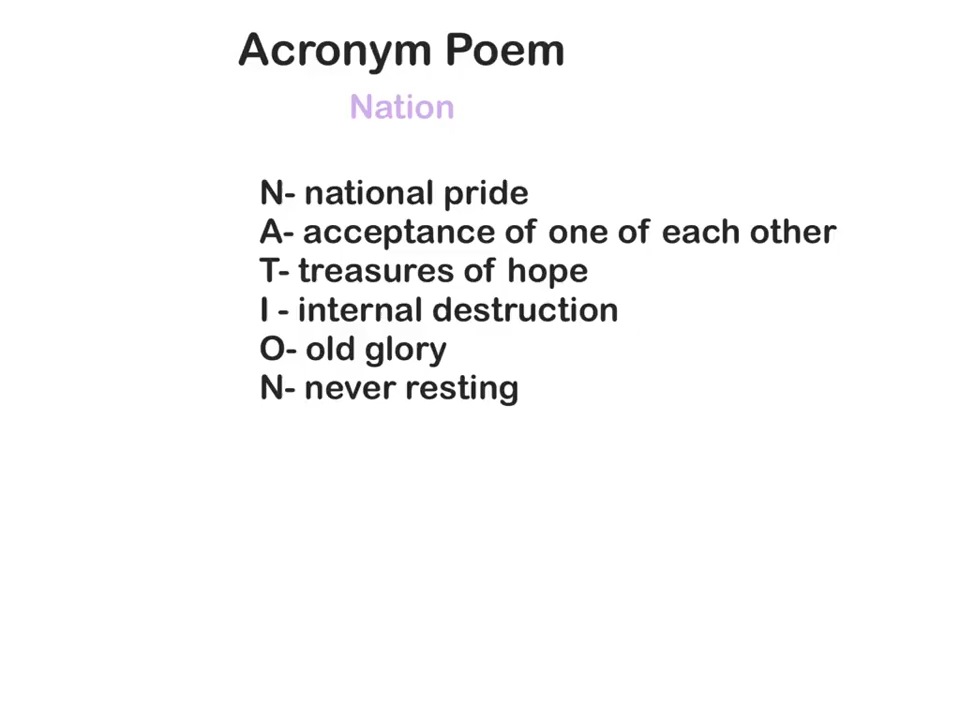 Acronym Poem
Nation
N- national pride
A- acceptance of one of each other
T- treasures of hope
I - internal destruction
O- old glory
N- never resting